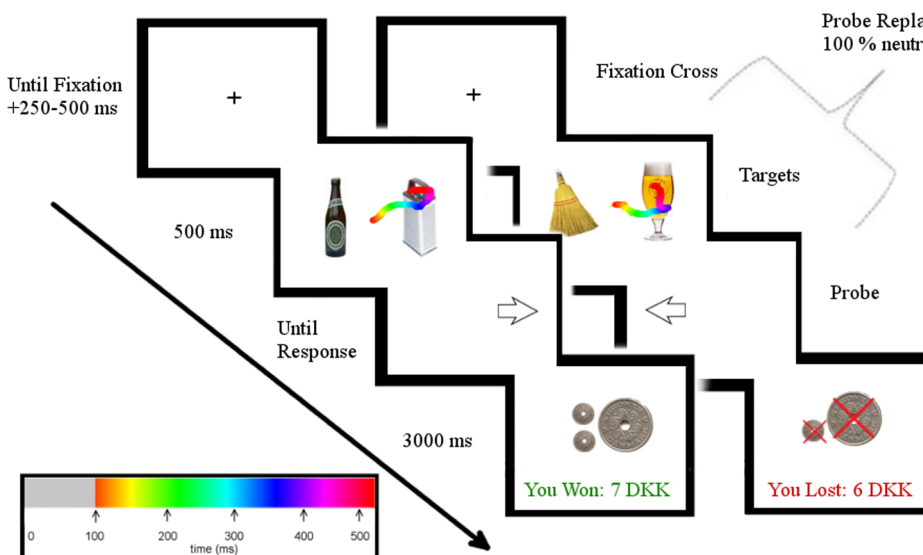 Probe Repla
100 % neutr
Until Fixation
+250-500 ms
Fixation Cross
Targets
500 ms
Probe
Until
Response
3000 ms
You Won: 7 DKK
You Lost: 6 DKK
0 100 200 300 400 500
time (ms)